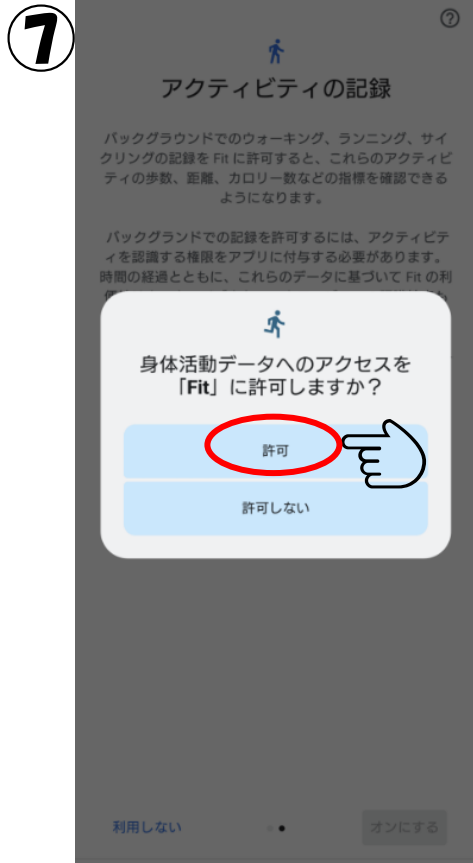 ⑦
アクティビティの記録
バックグラウンドでのウォーキング、ランニング、サイ
クリングの記録を Fit に許可すると、これらのアクティビ
ティの歩数、距離、カロリー数などの指標を確認できる
ようになります。
バックグランドでの記録を許可するには、アクティビテ
ィを認識する権限をアプリに付与する必要があります。
時間の経過とともに、これらのデータに基づいて Fit の利
身体活動データへのアクセスを
「Fit」に許可しますか？
許可
許可しない
利用しない
オンにする